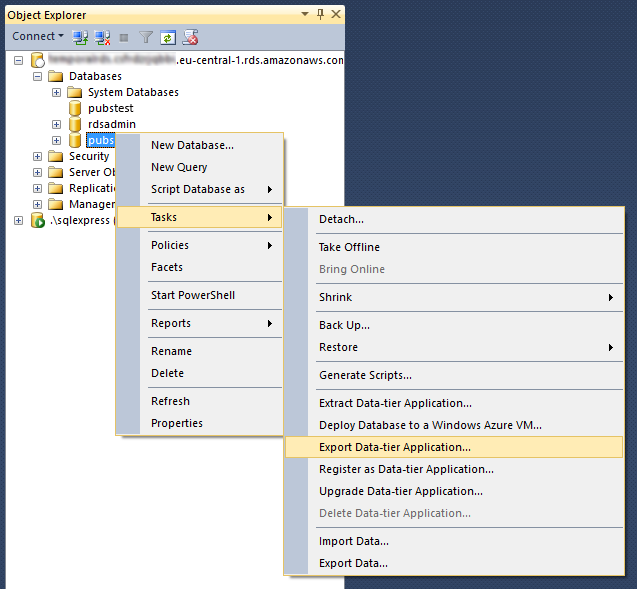 Object Explorer
Connect
.eu-central-1.rds.amazonaws.com
Databases
System Databases
pubstest
rdsadmin
pubs
Security
Server Ob
Replicatio
Manager
.\sqlexpress (
New Database...
New Query
Script Database as
Tasks
Policies
Facets
Start PowerShell
Reports
Rename
Delete
Refresh
Properties
Detach...
Take Offline
Bring Online
Shrink
Back Up...
Restore
Generate Scripts...
Extract Data-tier Application...
Deploy Database to a Windows Azure VM...
Export Data-tier Application...
Register as Data-tier Application...
Upgrade Data-tier Application...
Delete Data-tier Application...
Import Data...
Export Data...